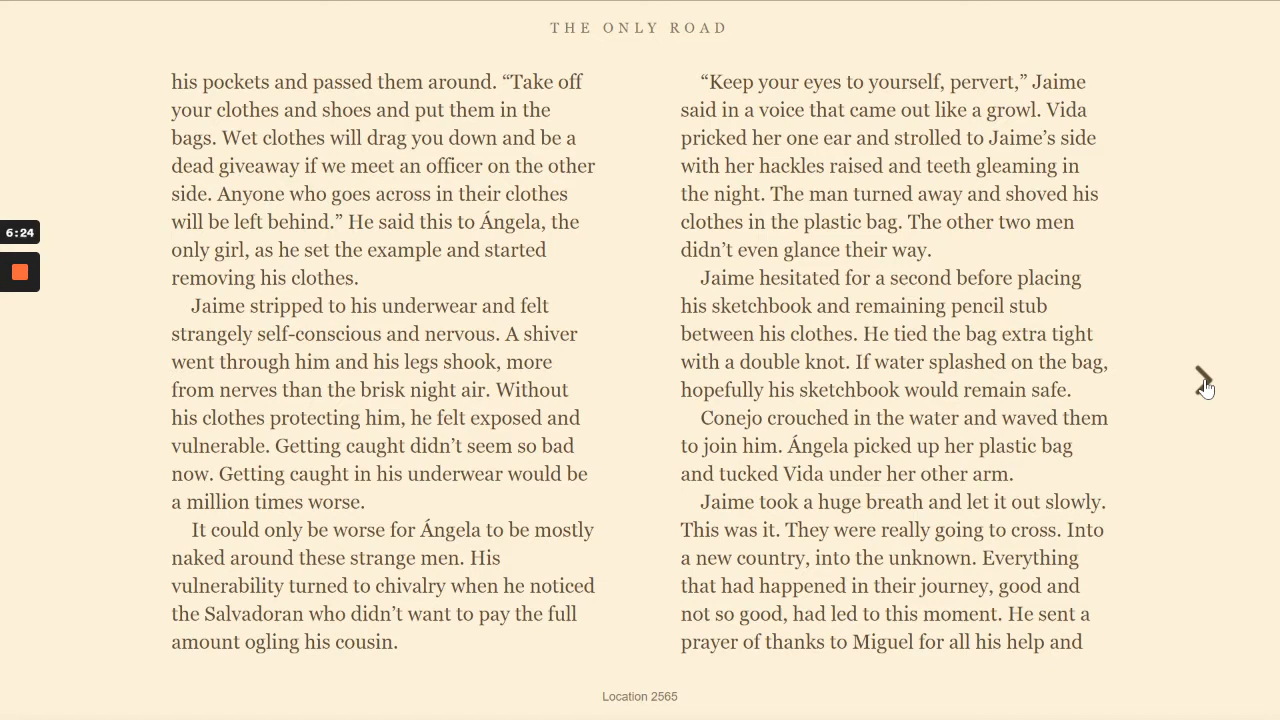 THE ONLY ROAD
his pockets and passed them around. “Take off
your clothes and shoes and put them in the
bags. Wet clothes will drag you down and be a
dead giveaway if we meet an officer on the other
side. Anyone who goes across in their clothes
will be left behind.” He said this to Ángela, the
only girl, as he set the example and started
removing his clothes.
Jaime stripped to his underwear and felt
strangely self-conscious and nervous. A shiver
went through him and his legs shook, more
from nerves than the brisk night air. Without
his clothes protecting him, he felt exposed and
vulnerable. Getting caught didn’t seem so bad
now. Getting caught in his underwear would be
a million times worse.
It could only be worse for Ángela to be mostly
naked around these strange men. His
vulnerability turned to chivalry when he noticed
the Salvadoran who didn’t want to pay the full
amount ogling his cousin.
“Keep your eyes to yourself, pervert,” Jaime
said in a voice that came out like a growl. Vida
pricked her one ear and strolled to Jaime’s side
with her hackles raised and teeth gleaming in
the night. The man turned away and shoved his
clothes in the plastic bag. The other two men
didn’t even glance their way.
Jaime hesitated for a second before placing
his sketchbook and remaining pencil stub
between his clothes. He tied the bag extra tight
with a double knot. If water splashed on the bag,
hopefully his sketchbook would remain safe.
Conejo crouched in the water and waved them
to join him. Ángela picked up her plastic bag
and tucked Vida under her other arm.
Jaime took a huge breath and let it out slowly.
This was it. They were really going to cross. Into
a new country, into the unknown. Everything
that had happened in their journey, good and
not so good, had led to this moment. He sent a
prayer of thanks to Miguel for all his help and
6:24
Location 2565